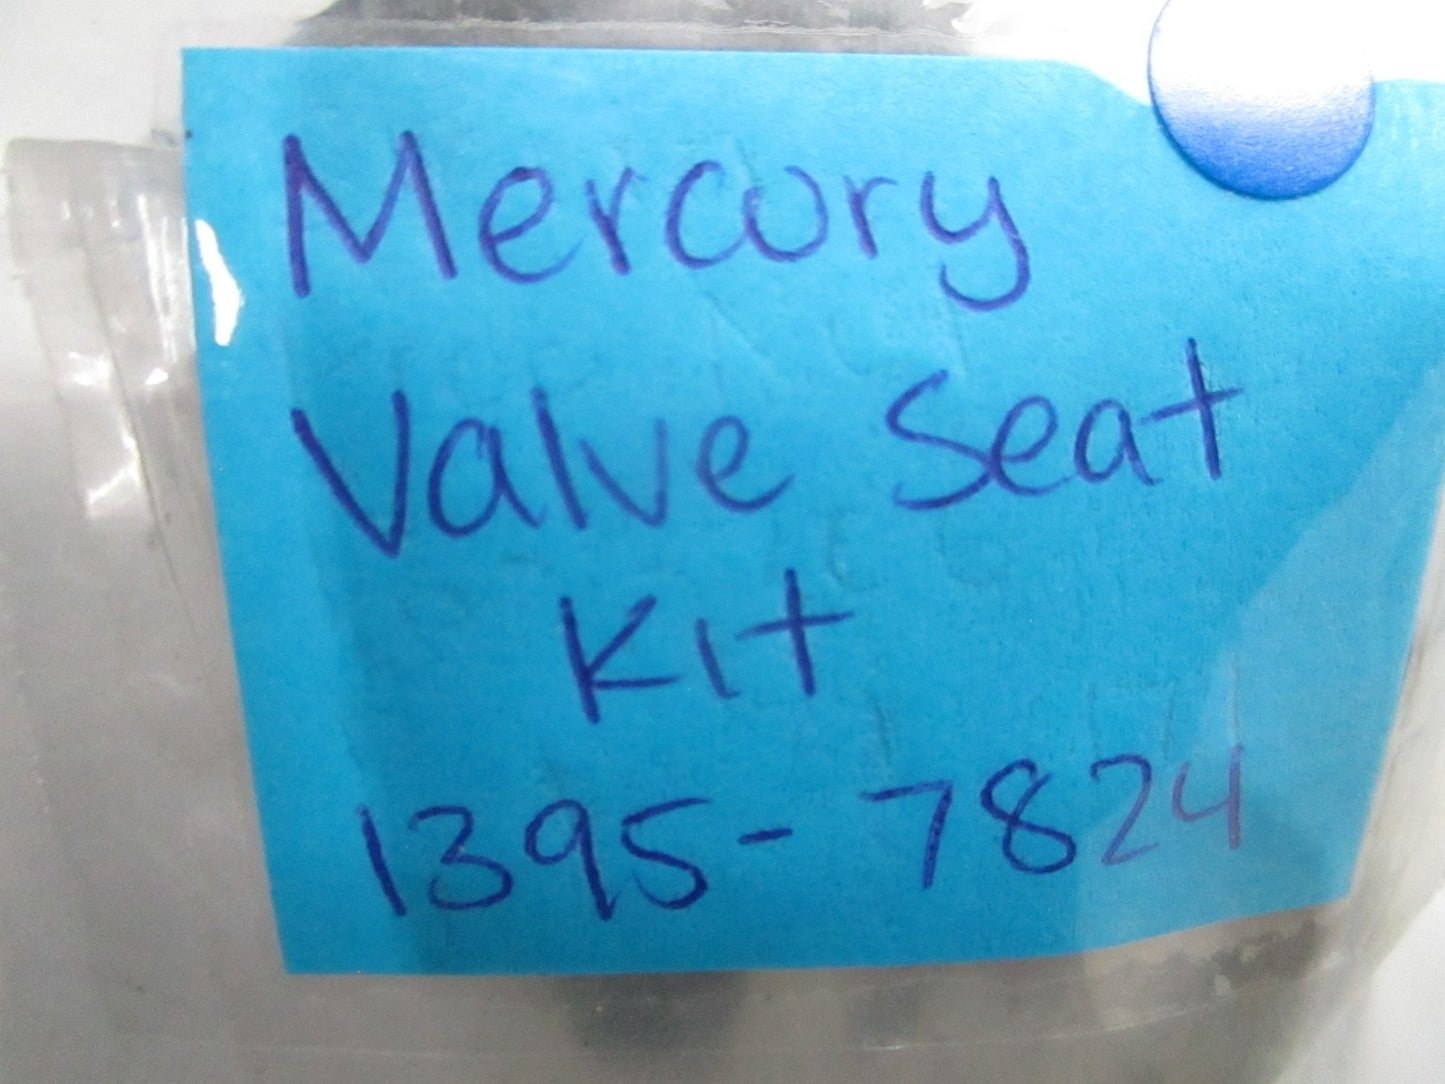 Mercury
Valve Seat
Kit
1395-7824